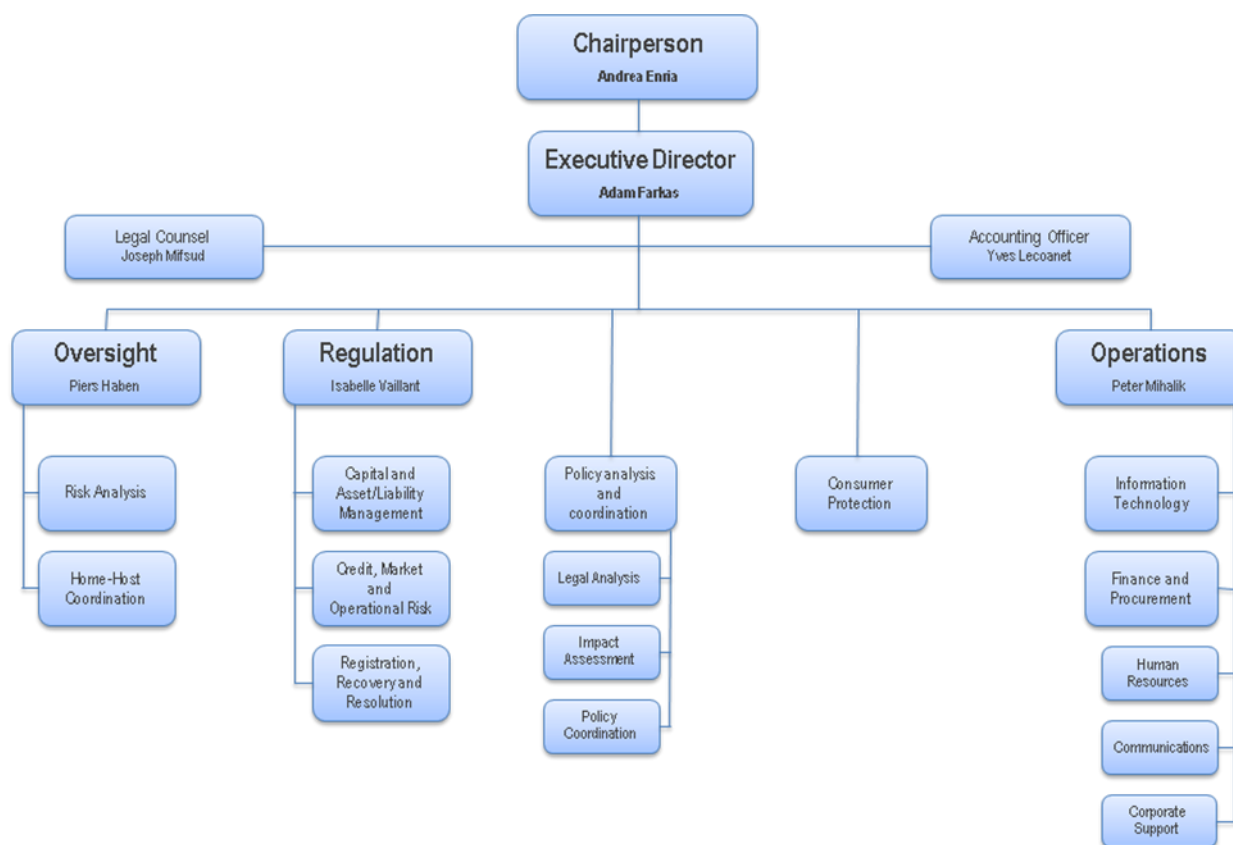 Chairperson
Andrea Enria
Executive Director
Adam Farkas
Legal Counsel
Joseph Mifsud
Accounting Officer
Yves Lecoanet
Oversight
Piers Haben
Regulation
Isabelle Vaillant
Operations
Peter Mihalik
Risk Analysis
Home-Host
Coordination
Capital and
Asset/Liability
Management
Credit, Market
and
Operational Risk
Registration,
Recovery and
Resolution
Policy analysis
and
coordination
Legal Analysis
Impact
Assessment
Policy
Coordination
Consumer
Protection
Information
Technology
Finance and
Procurement
Human
Resources
Communications
Corporate
Support